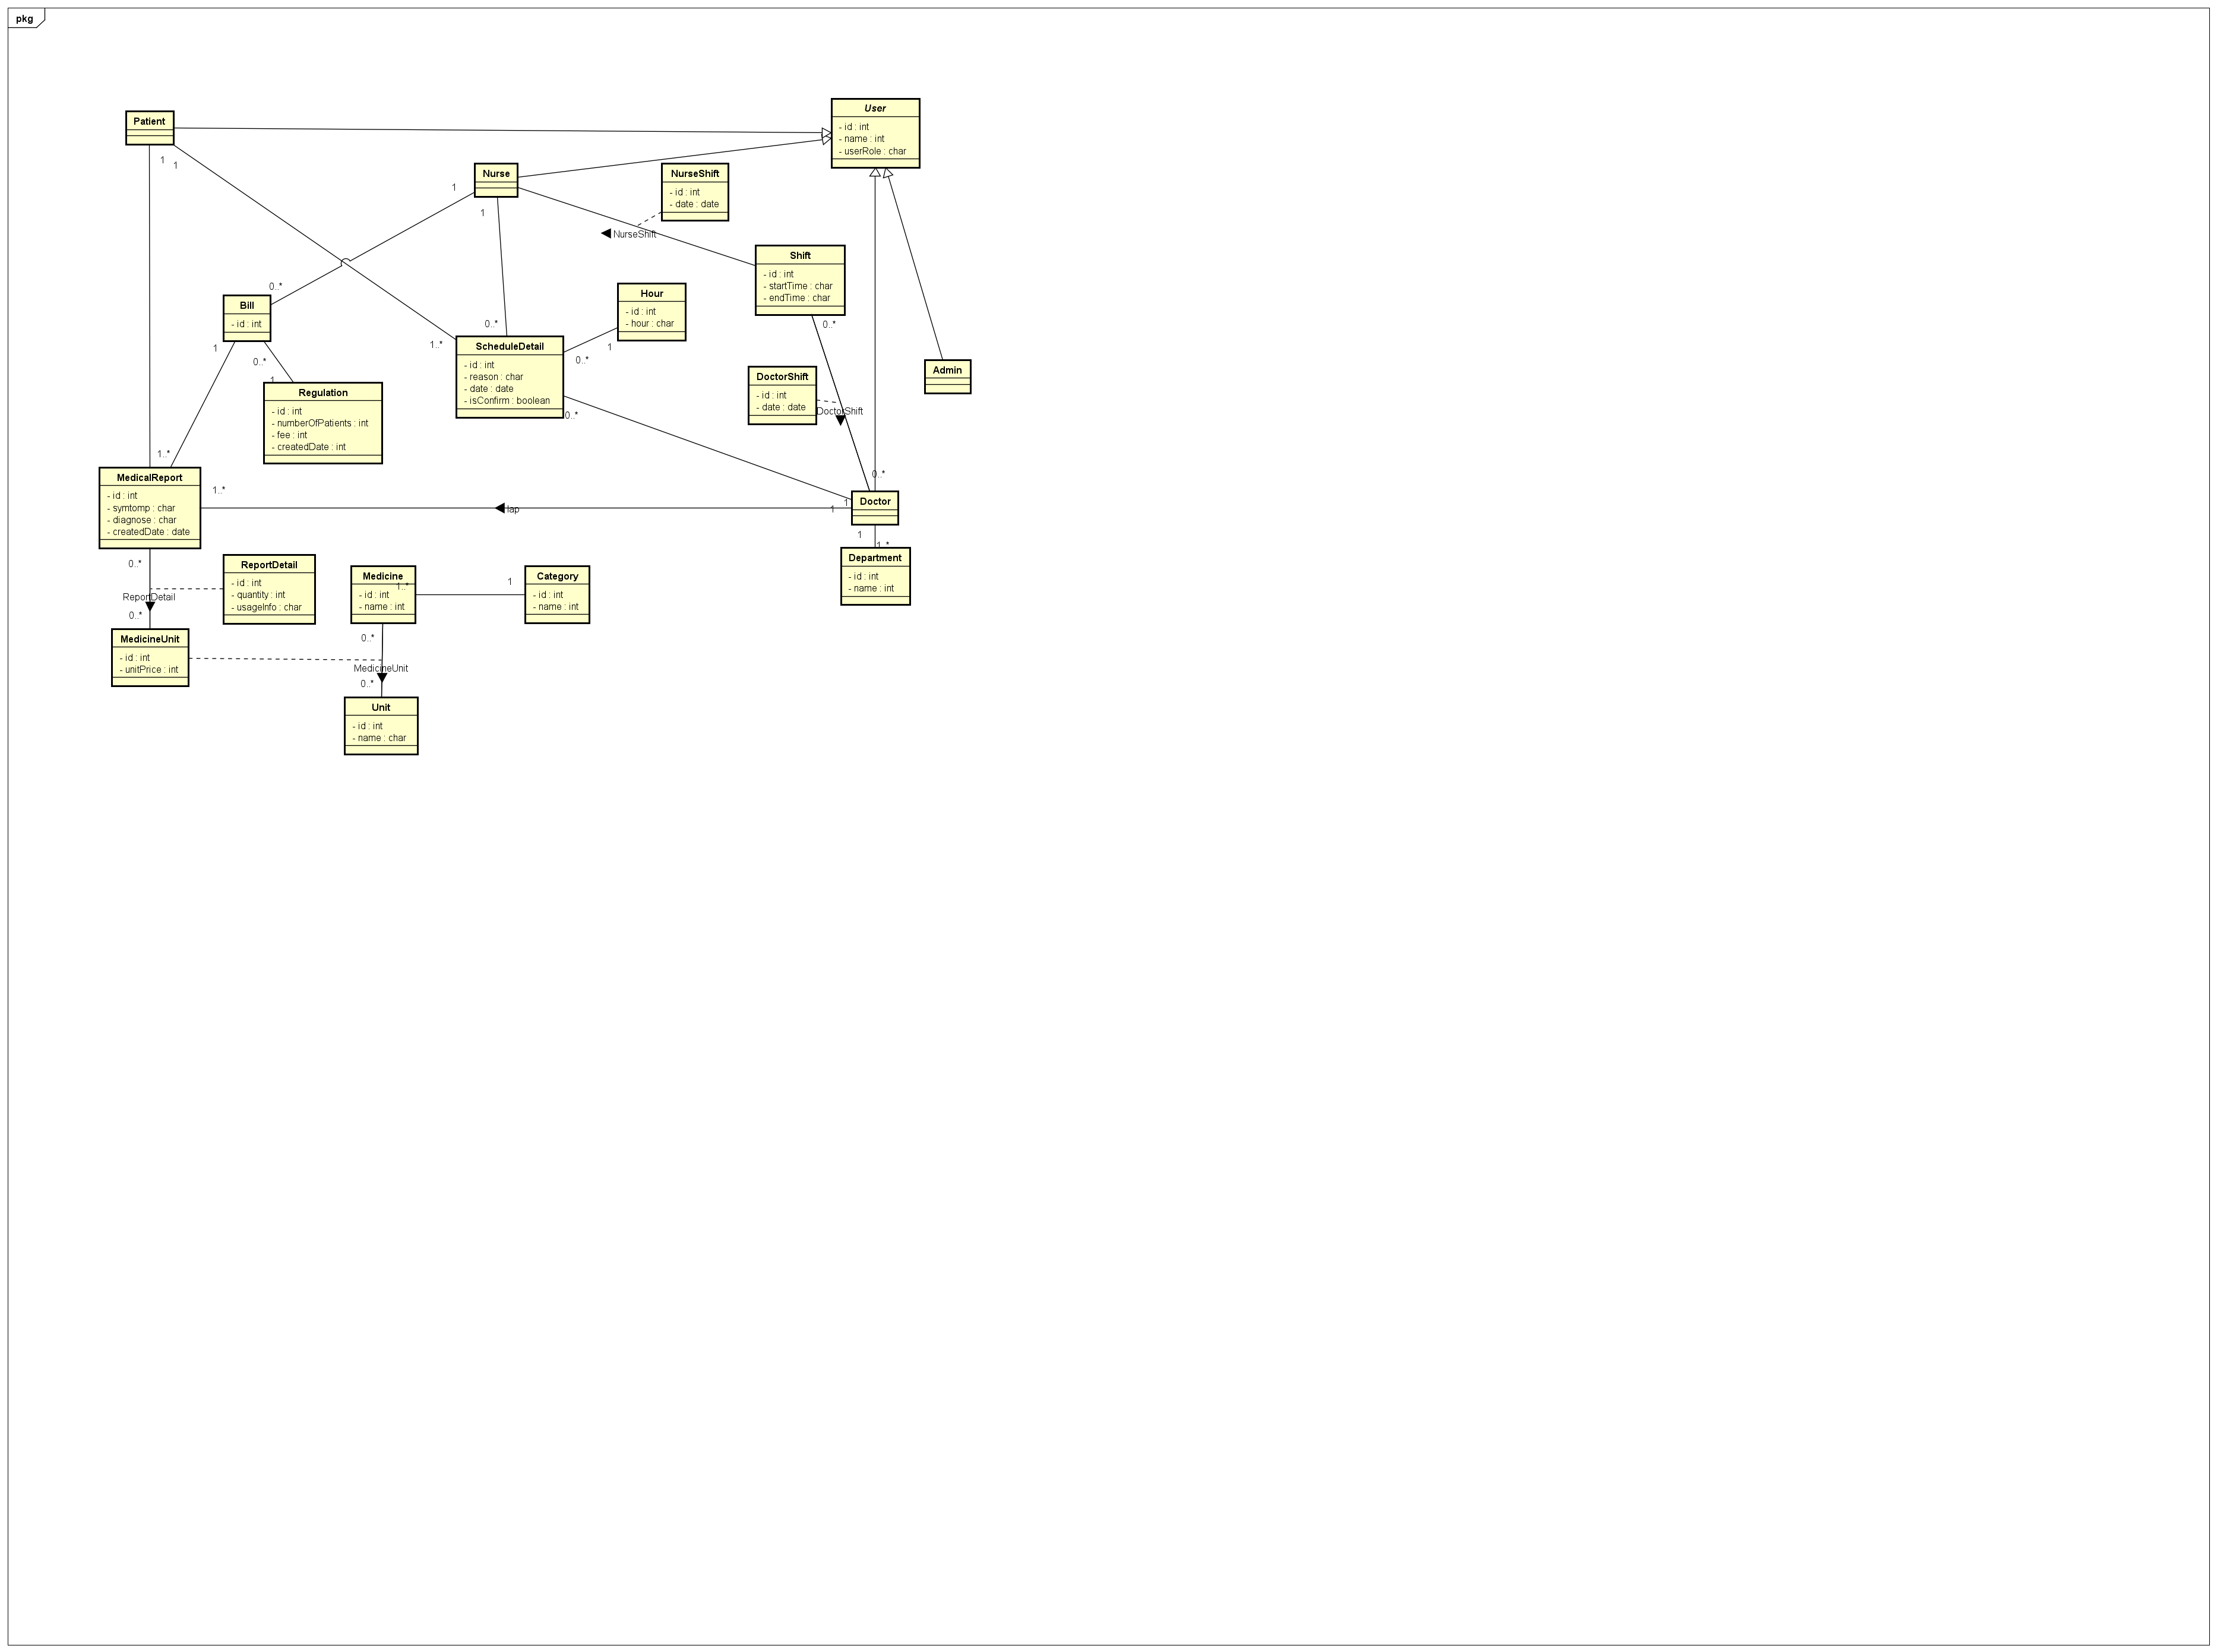 pkg
Patient
1
1
User
- id : int
- name : int
- userRole : char
Nurse
1
1
NurseShift
- id : int
- date : date
NurseShift
Shift
- id : int
- startTime : char
- endTime : char
0..*
Hour
- id : int
- hour : char
1
0..*
Bill
- id : int
1
0..*
0..*
1..*
ScheduleDetail
- id : int
- reason : char
- date : date
- isConfirm : boolean
0..*
0..*
1
Regulation
- id : int
- numberOfPatients : int
- fee : int
- createdDate : int
DoctorShift
- id : int
- date : date
DoctorShift
Admin
1..*
MedicalReport
- id : int
- symtomp : char
- diagnose : char
- createdDate : date
1..*
lap
0..*
Doctor
1
1
1
1..*
Department
- id : int
- name : int
0..*
ReportDetail
- id : int
- quantity : int
- usageInfo : char
ReportDetail
0..*
Medicine
- id : int
- name : int
1..*
1
Category
- id : int
- name : int
MedicineUnit
- id : int
- unitPrice : int
0..*
MedicineUnit
0..*
Unit
- id : int
- name : char